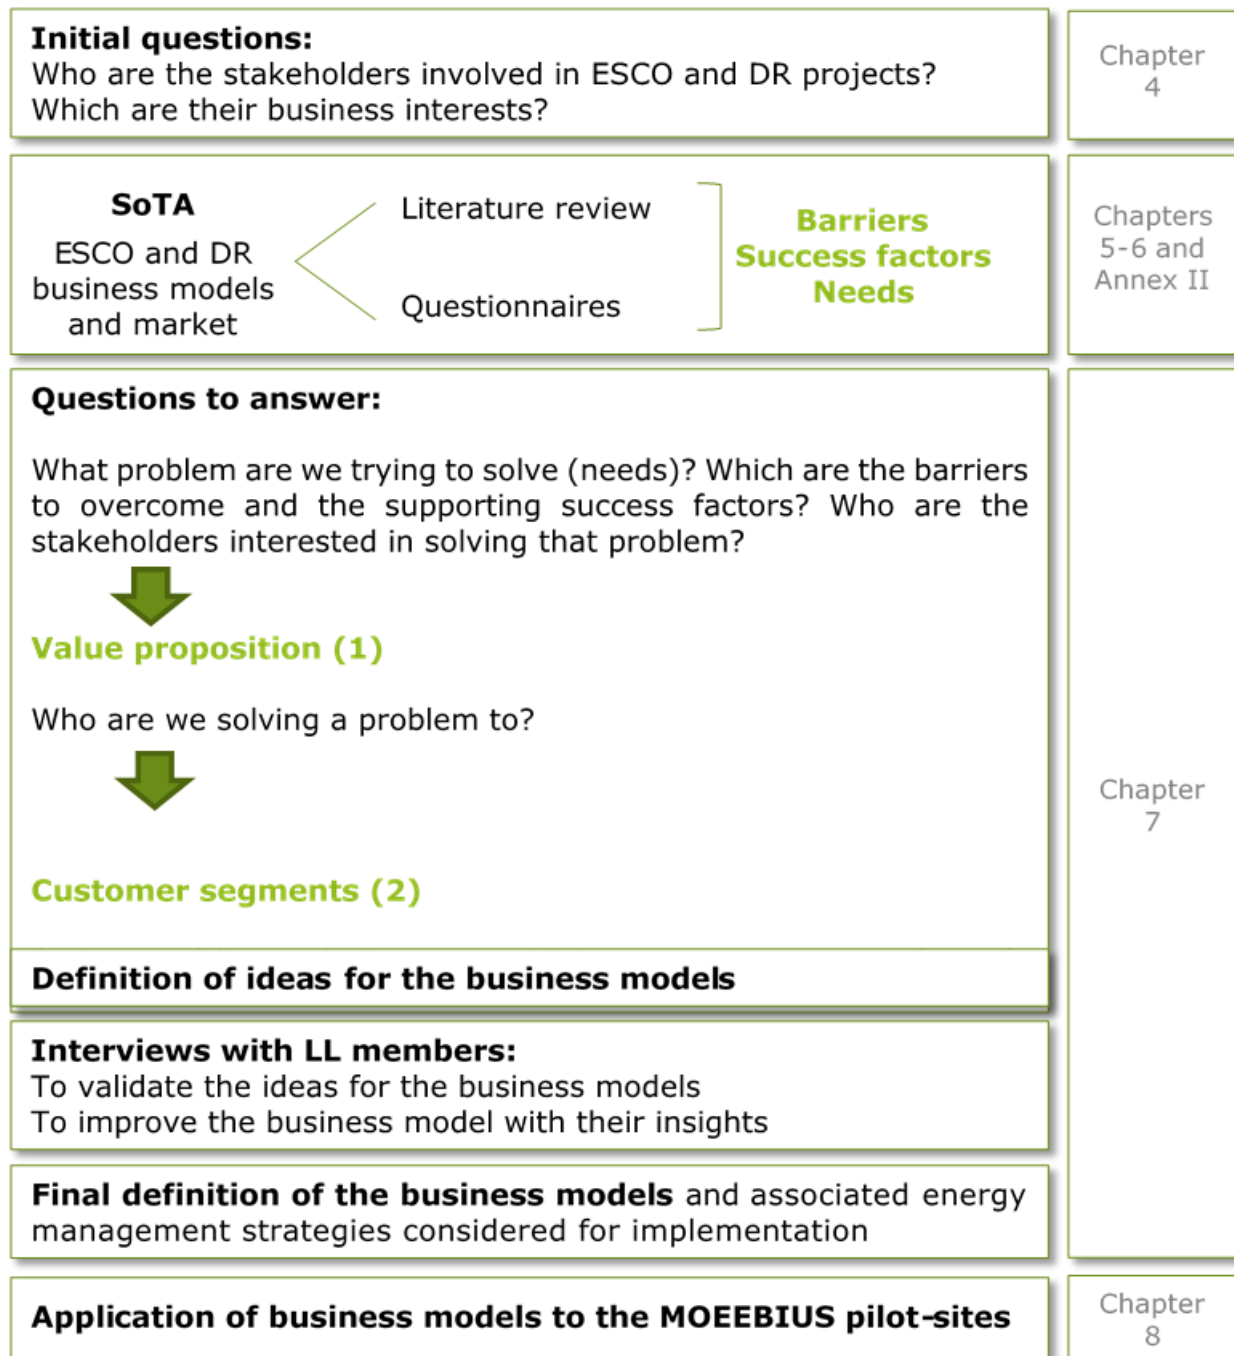 Initial questions:
Who are the stakeholders involved in ESCO and DR projects?
Which are their business interests?
Chapter
4
SoTA
ESCO and DR
business models
and market
Literature review
Questionnaires
Barriers
Success factors
Needs
Chapters
5-6 and
Annex II
Questions to answer:
What problem are we trying to solve (needs)? Which are the barriers
to overcome and the supporting success factors? Who are the
stakeholders interested in solving that problem?
Value proposition (1)
Who are we solving a problem to?
Customer segments (2)
Definition of ideas for the business models
Interviews with LL members:
To validate the ideas for the business models
To improve the business model with their insights
Final definition of the business models and associated energy
management strategies considered for implementation
Chapter
7
Application of business models to the MOEEBIUS pilot-sites
Chapter
8